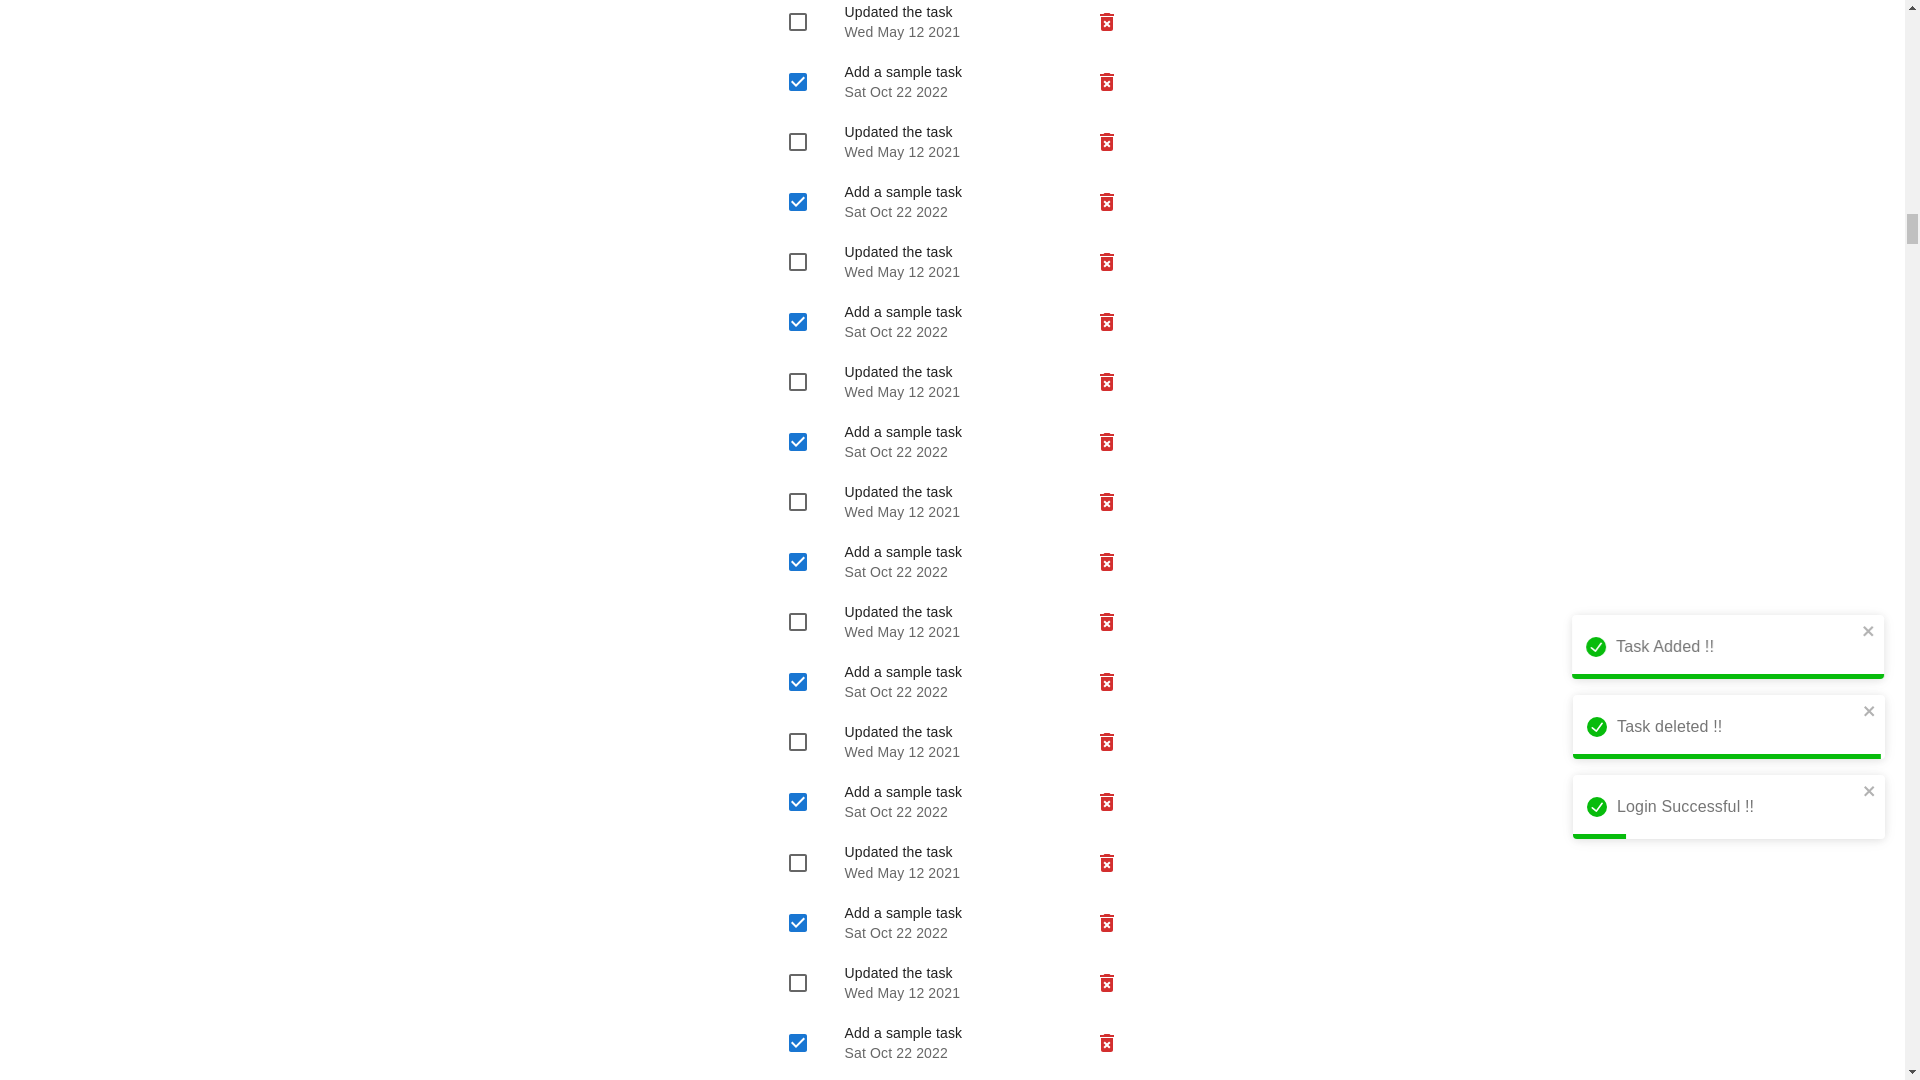 Updated the task
Wed May 12 2021
Add a sample task
Sat Oct 22 2022
Updated the task
Wed May 12 2021
Add a sample task
Sat Oct 22 2022
Updated the task
Wed May 12 2021
Add a sample task
Sat Oct 22 2022
Updated the task
Wed May 12 2021
Add a sample task
Sat Oct 22 2022
Updated the task
Wed May 12 2021
Add a sample task
Sat Oct 22 2022
Updated the task
Wed May 12 2021
Add a sample task
Sat Oct 22 2022
Updated the task
Wed May 12 2021
Add a sample task
Sat Oct 22 2022
Updated the task
Wed May 12 2021
Add a sample task
Sat Oct 22 2022
Updated the task
Wed May 12 2021
Add a sample task
Sat Oct 22 2022
Task Added !!
Task deleted !!
Login Successful !!